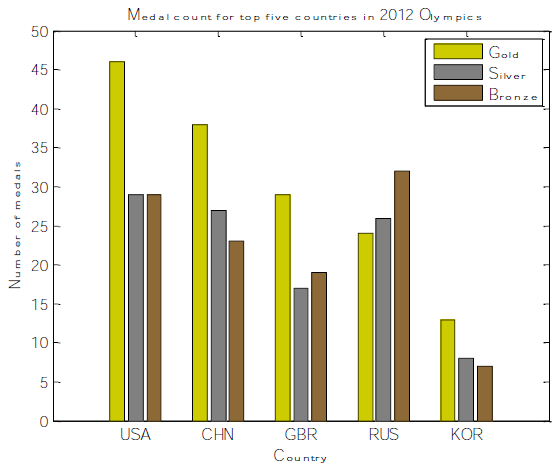 Medal count for top five countries in 2012 Olympics
50
45
40
35
30
25
20
15
10
5
0
Number of medals
Gold
Silver
Bronze
USA CHN GBR RUS KOR
Country